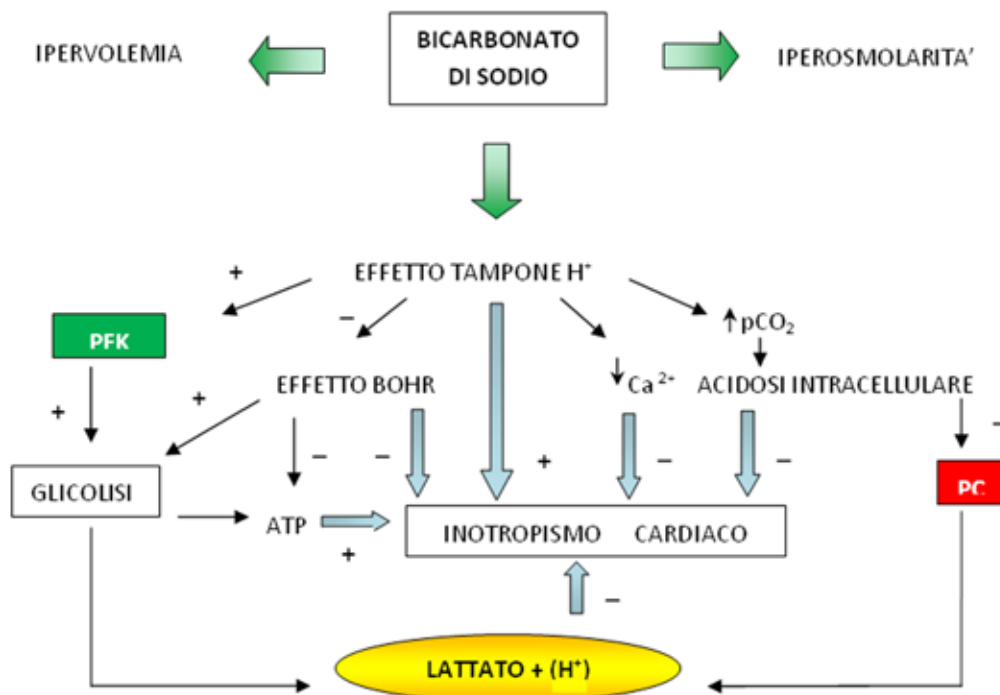 BICARBONATO
DI SODIO
IPERVOLEMIA
IPEROSMOLARITA'
EFFETTO TAMPONE H⁺
+
–
PFK
↑ pCO₂
EFFETTO BOHR
↓ Ca ²⁺
ACIDOSI INTRACELLULARE
+
+
–
–
–
+
–
–
GLICOLISI
PC
ATP
+
INOTROPISMO CARDIACO
–
LATTATO + (H⁺)